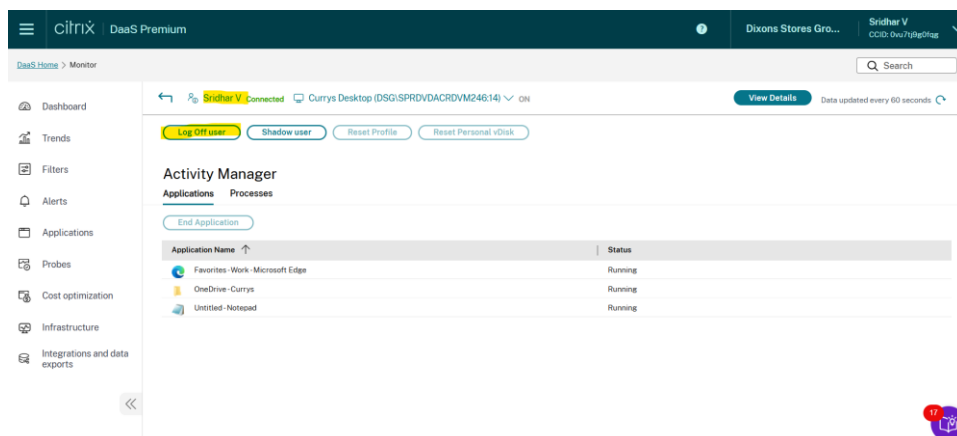 citrix | DaaS Premium
Dixons Stores Gro...
Sridhar V
CCID: 0vu7tj9g0fqg
DaaS Home > Monitor
Search
Sridhar V Connected Currys Desktop (DSG\SPRDVDACRDVM246:14) ON
View Details
Data updated every 60 seconds
Log Off user
Shadow user
Reset Profile
Reset Personal vDisk
Dashboard
Trends
Filters
Alerts
Applications
Probes
Cost optimization
Infrastructure
Integrations and data
exports
Activity Manager
Applications Processes
End Application
Application Name Status
Favorites - Work - Microsoft Edge Running
OneDrive - Currys Running
Untitled - Notepad Running
17